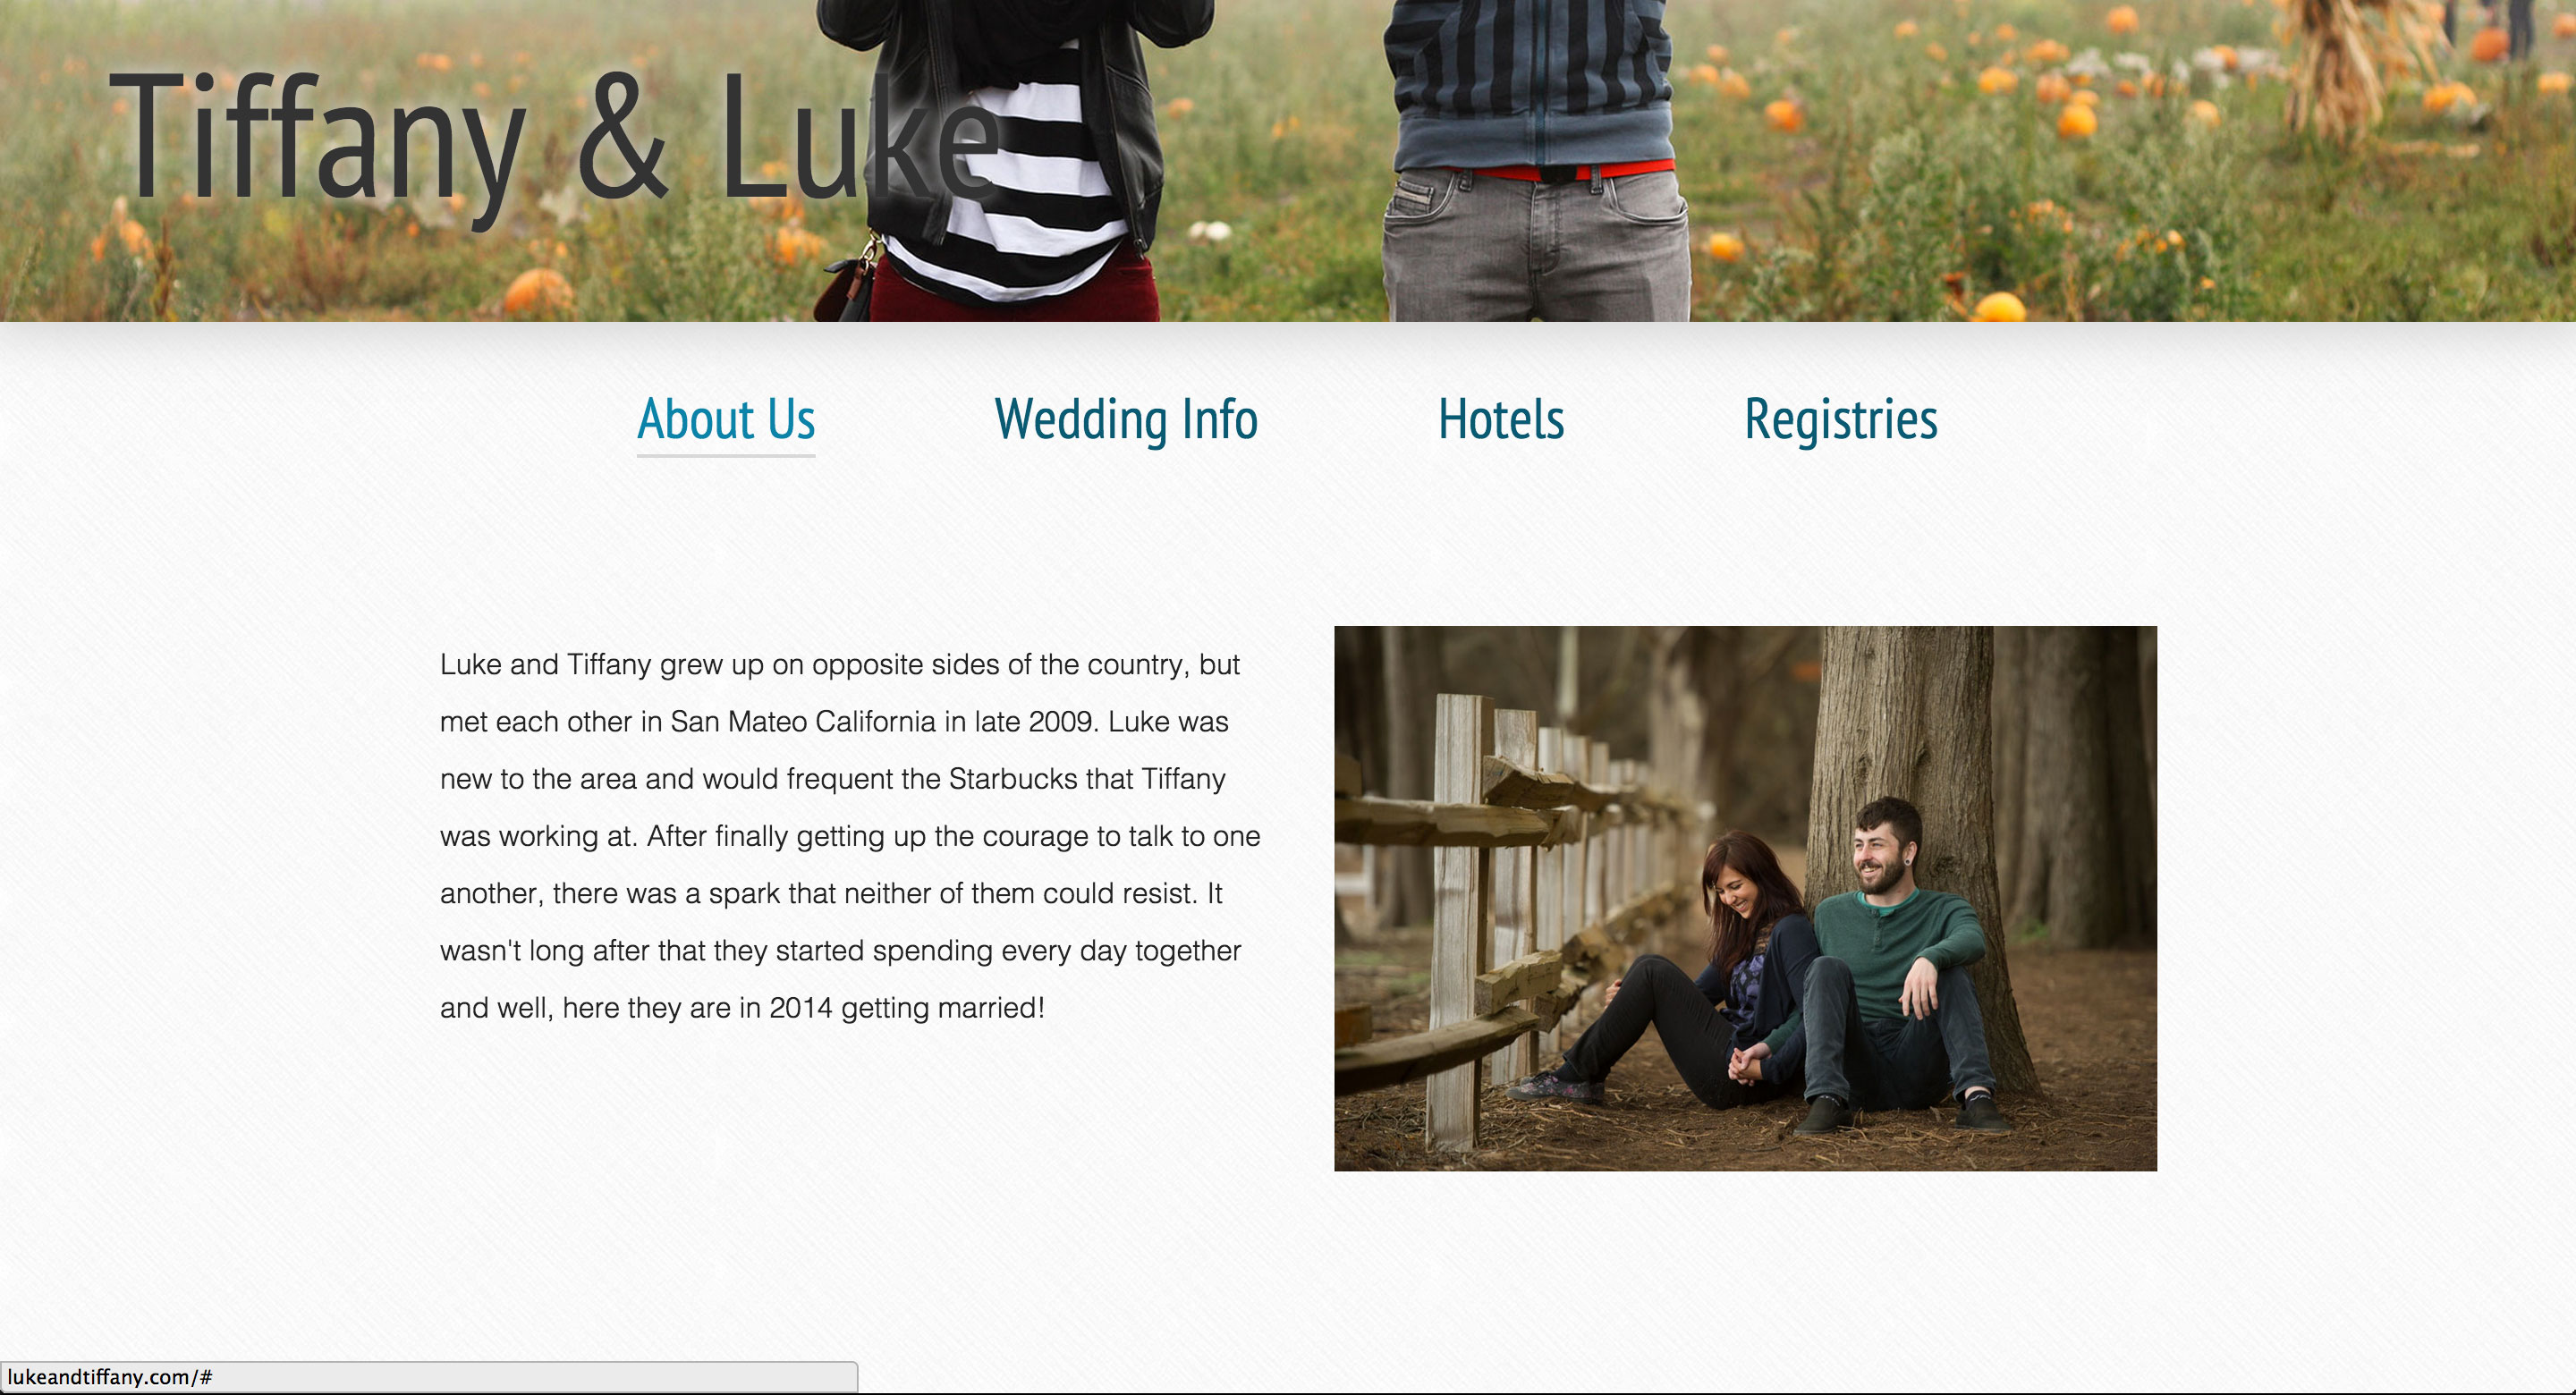 Tiffany & Luke
About Us
Wedding Info
Hotels
Registries
Luke and Tiffany grew up on opposite sides of the country, but
met each other in San Mateo California in late 2009. Luke was
new to the area and would frequent the Starbucks that Tiffany
was working at. After finally getting up the courage to talk to one
another, there was a spark that neither of them could resist. It
wasn't long after that they started spending every day together
and well, here they are in 2014 getting married!
lukeandtiffany.com/#